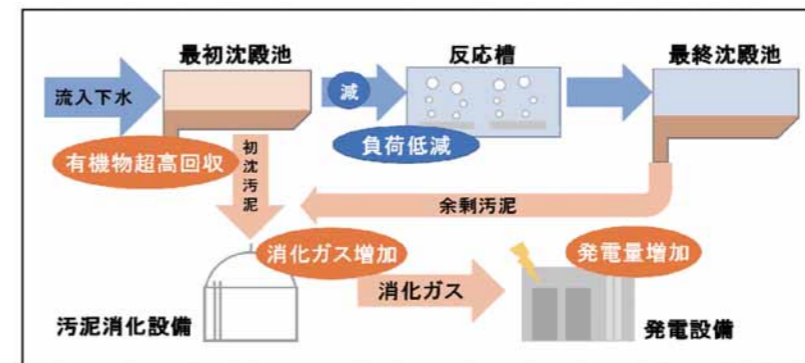 最初沈殿池
反応槽
最終沈殿池
流入下水
減
有機物超高回収
負荷低減
初沈汚泥
余剰汚泥
消化ガス増加
発電量増加
消化ガス
汚泥消化設備
発電設備